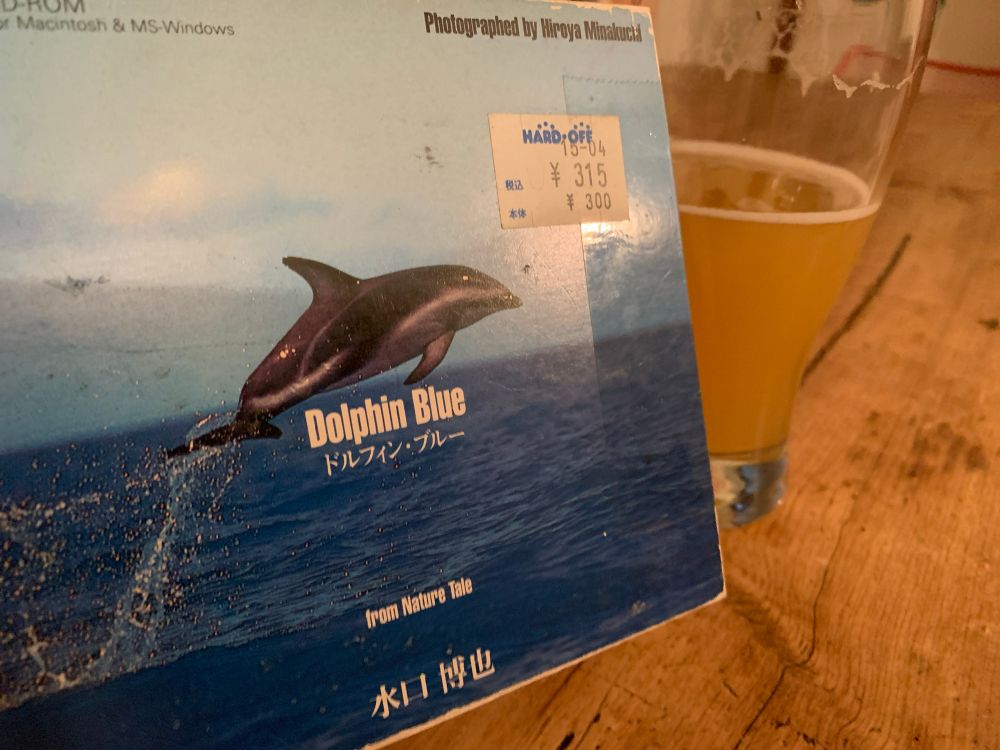 D-ROM
or Macintosh & MS-Windows
Photographed by Hiroya Minakuchi
HARD・OFF
15-04
税込 ¥ 315
本体 ¥ 300
Dolphin Blue
ドルフィン・ブルー
from Nature Tale
水口 博也